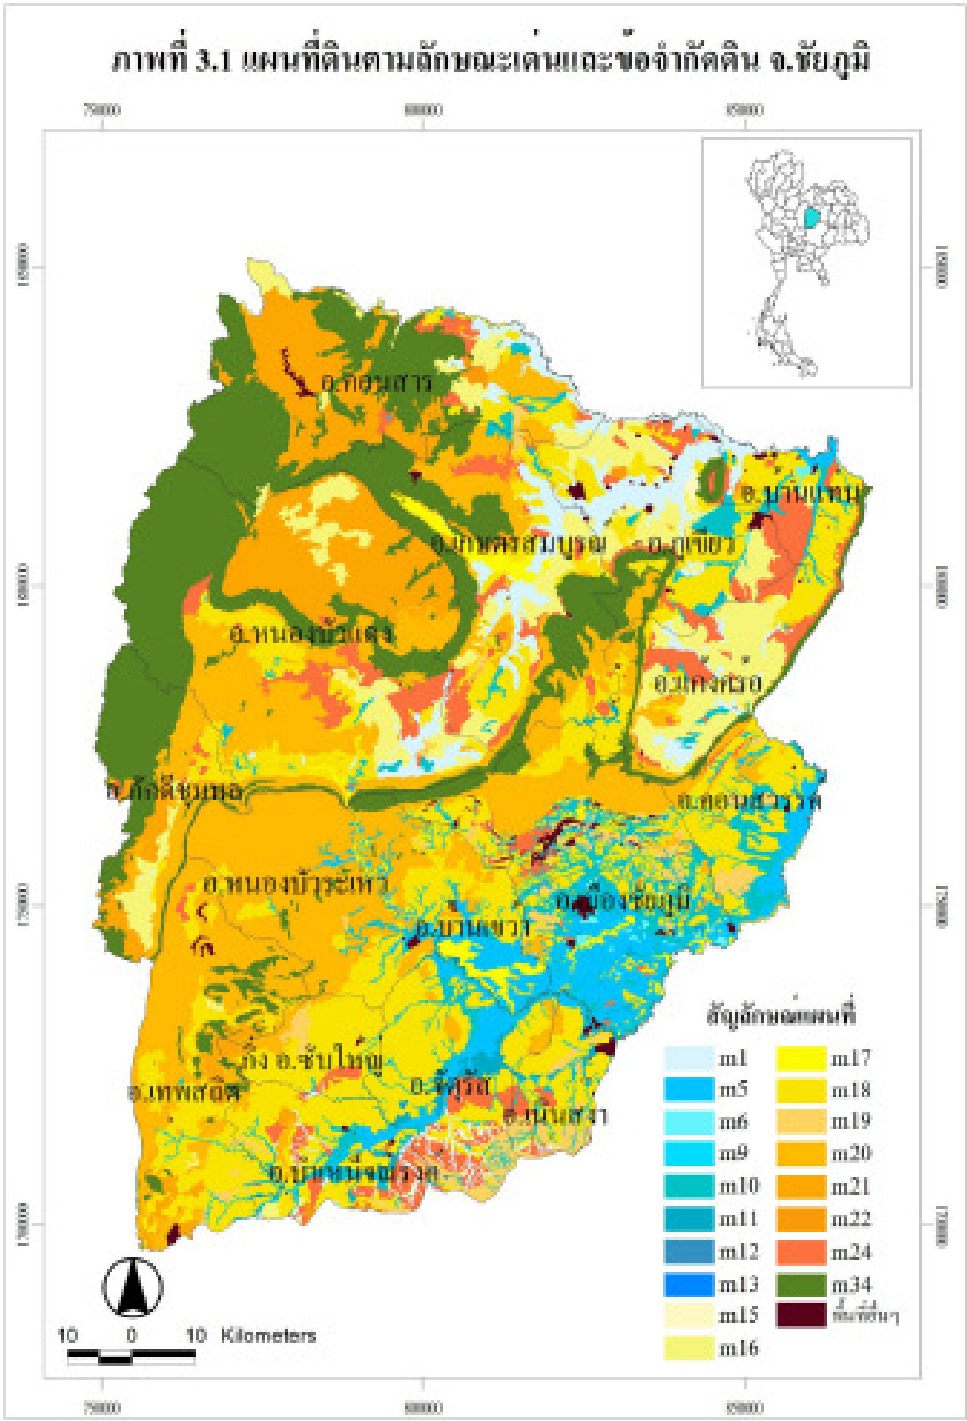 ภาพที่ 3.1 แผนที่ดินตามลักษณะเด่นและข้อจำกัดดิน จ.ชัยภูมิ
อ.คอนสาร
อ.บ้านแท่น
อ.เกษตรสมบูรณ์
อ.ภูเขียว
อ.หนองบัวแดง
อ.แก้งคร้อ
อ.ภักดีชุมพล
อ.คอนสวรรค์
อ.หนองบัวระเหว
อ.เมืองชัยภูมิ
อ.บ้านเขว้า
กิ่ง อ.ซับใหญ่
อ.เทพสถิต
อ.จัตุรัส
อ.เนินสง่า
อ.บำเหน็จณรงค์
สัญลักษณ์แผนที่
m1
m5
m6
m9
m10
m11
m12
m13
m15
m16
m17
m18
m19
m20
m21
m22
m24
m34
พื้นที่อื่นๆ
10 0 10 Kilometers